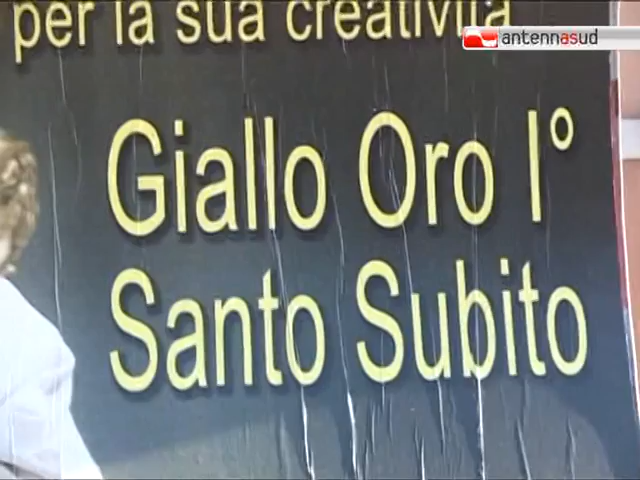 per la sua creatività
antennasud
Giallo Oro I°
Santo Subito